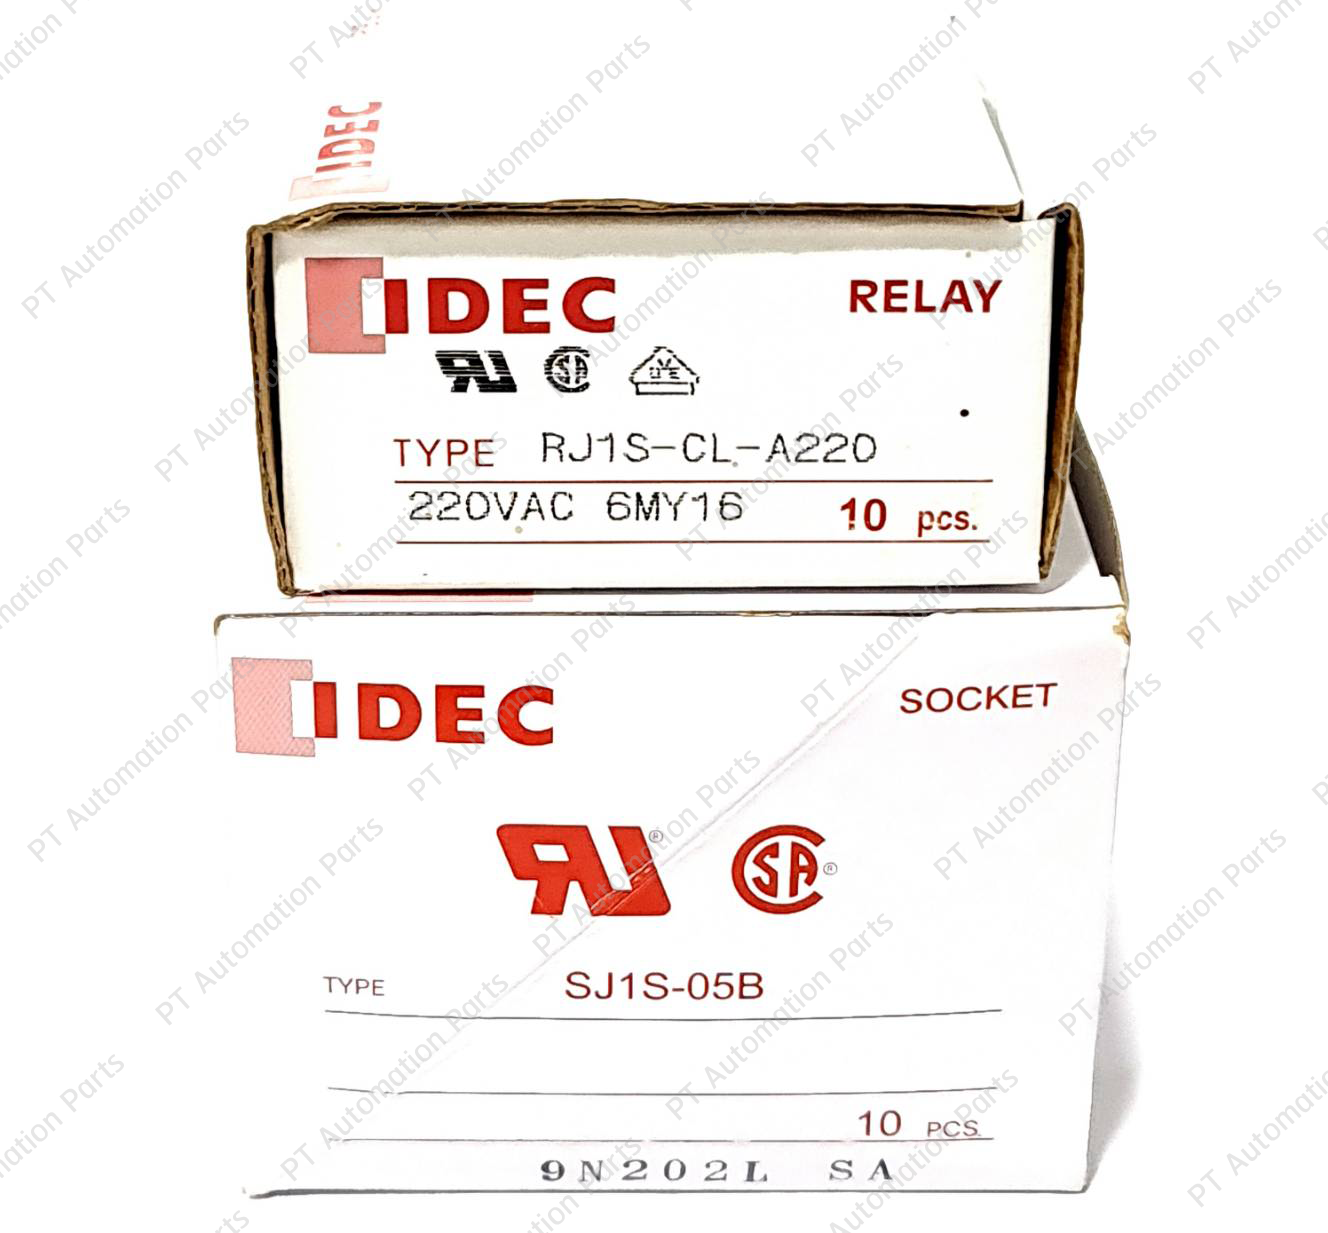 IDEC
IDEC RELAY
TYPE RJ1S-CL-A220
220VAC 6MY16 10 pcs.
IDEC SOCKET
TYPE SJ1S-05B
10 PCS.
9N202L SA
PT Automation Parts